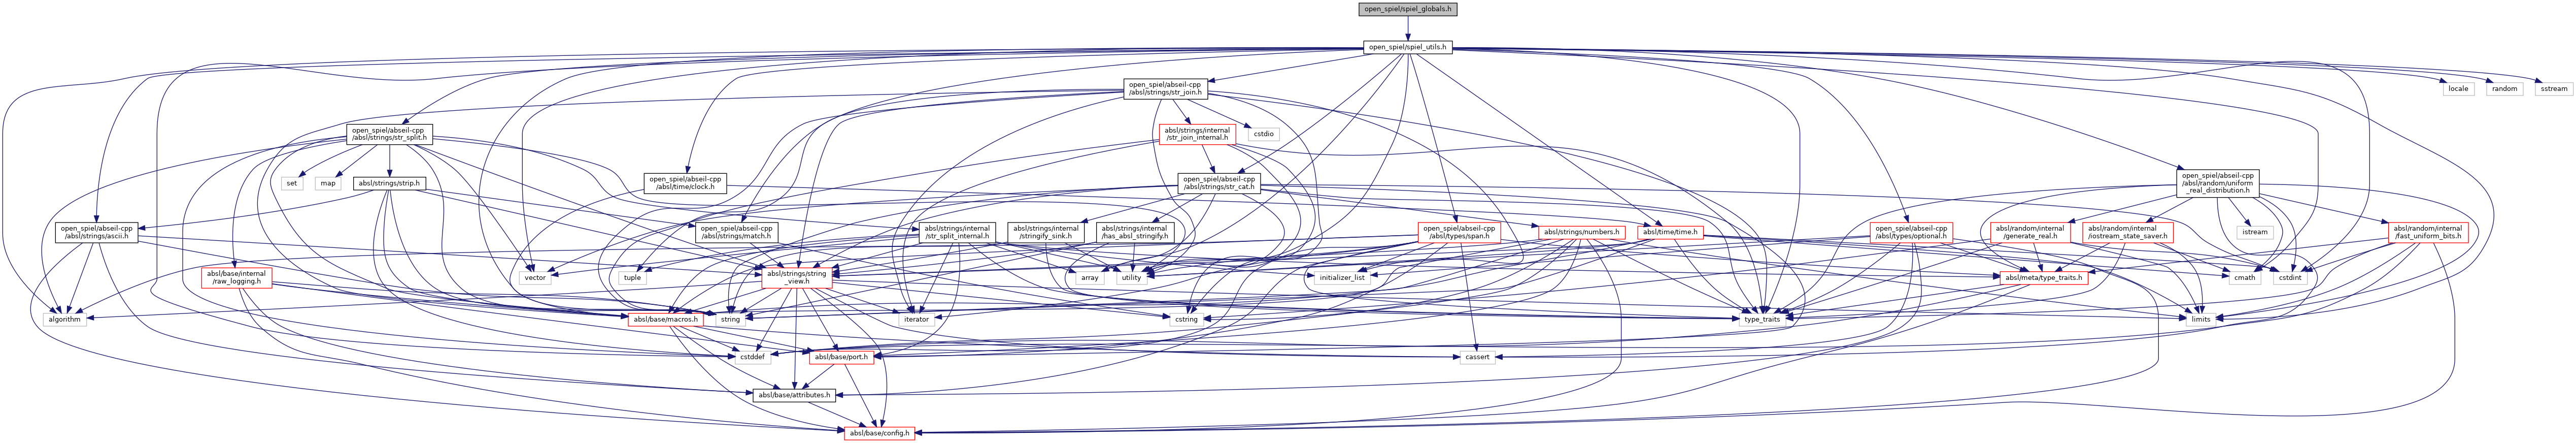 open_spiel/spiel_globals.h
open_spiel/spiel_utils.h
open_spiel/abseil-cpp
/absl/strings/str_join.h
locale
random
sstream
open_spiel/abseil-cpp
/absl/strings/str_split.h
absl/strings/internal
/str_join_internal.h
cstdio
set
map
absl/strings/strip.h
open_spiel/abseil-cpp
/absl/time/clock.h
open_spiel/abseil-cpp
/absl/strings/str_cat.h
open_spiel/abseil-cpp
/absl/random/uniform
_real_distribution.h
open_spiel/abseil-cpp
/absl/strings/ascii.h
open_spiel/abseil-cpp
/absl/strings/match.h
absl/strings/internal
/str_split_internal.h
absl/strings/internal
/stringify_sink.h
absl/strings/internal
/has_absl_stringify.h
open_spiel/abseil-cpp
/absl/types/span.h
absl/strings/numbers.h
absl/time/time.h
open_spiel/abseil-cpp
/absl/types/optional.h
absl/random/internal
/generate_real.h
absl/random/internal
/iostream_state_saver.h
istream
absl/random/internal
/fast_uniform_bits.h
absl/base/internal
/raw_logging.h
vector
tuple
absl/strings/string
_view.h
array
utility
initializer_list
absl/meta/type_traits.h
cmath
cstdint
algorithm
absl/base/macros.h
string
iterator
cstring
type_traits
limits
cstddef
absl/base/port.h
cassert
absl/base/attributes.h
absl/base/config.h